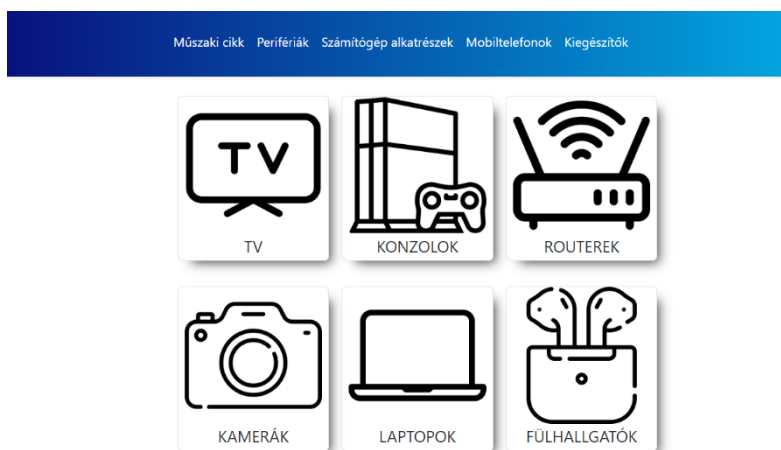 Műszaki cikk Perifériák Számítógép alkatrészek Mobiltelefonok Kiegészítők
TV
TV KONZOLOK ROUTEREK
KAMERÁK LAPTOPOK FÜLHALLGATÓK